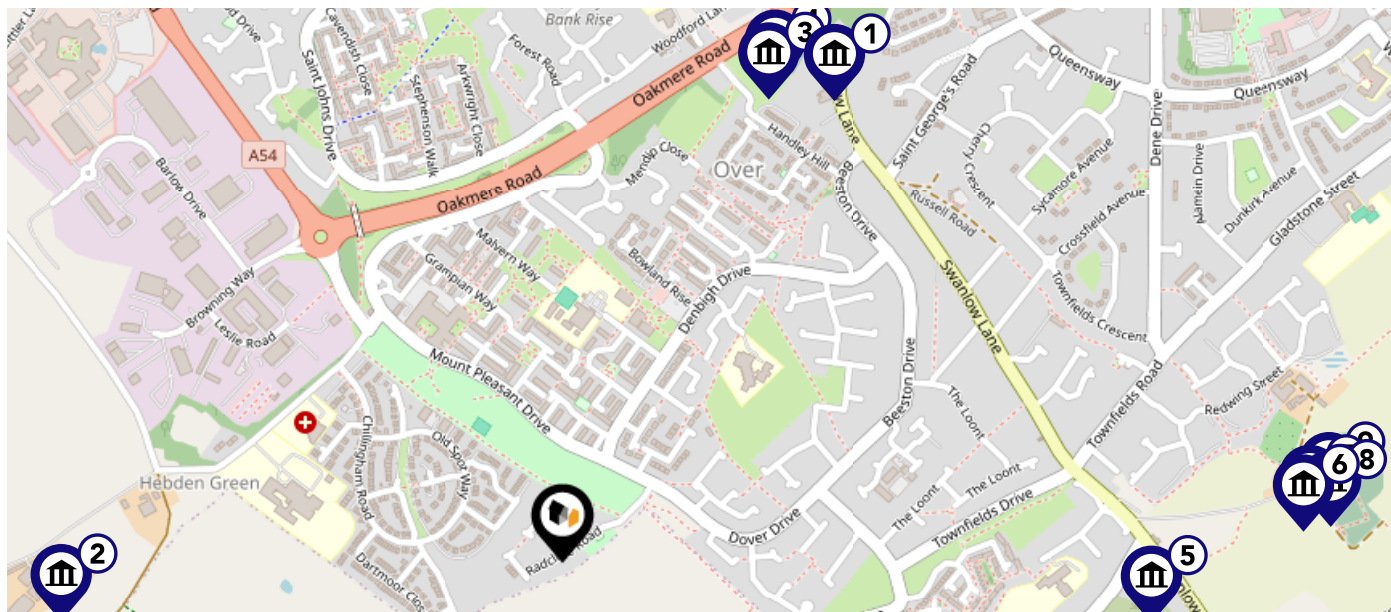 Bank Rise
Woodford La
Cavendish Close
Saint Johns Drive
Forest Road
Arkwright Close
Stephenson Walk
Oakmere Road
3
1
Queensway
Queensway
w Lane
Saint George's Road
Dene Drive
A54
Barlow Drive
Handley Hill
Mendip Close
Over
Cherry Crescent
Sycamore Avenue
Alamein Drive
Dunkirk Avenue
Gladstone Street
Oakmere Road
Beeston Drive
Russell Road
Crossfield Avenue
Malvern Way
Grampian Way
Bowland Rise
Denbigh Drive
Browning Way
Leslie Road
Swanlow Lane
Townfields Crescent
Mount Pleasant Drive
Beeston Drive
The Loont
Townfields Road
Redwing Street
Chillingham Road
Old Spot Way
Hebden Green
6
8
9
The Loont
The Loont
Townfields Drive
Dover Drive
Dartmoor Clos
2
5